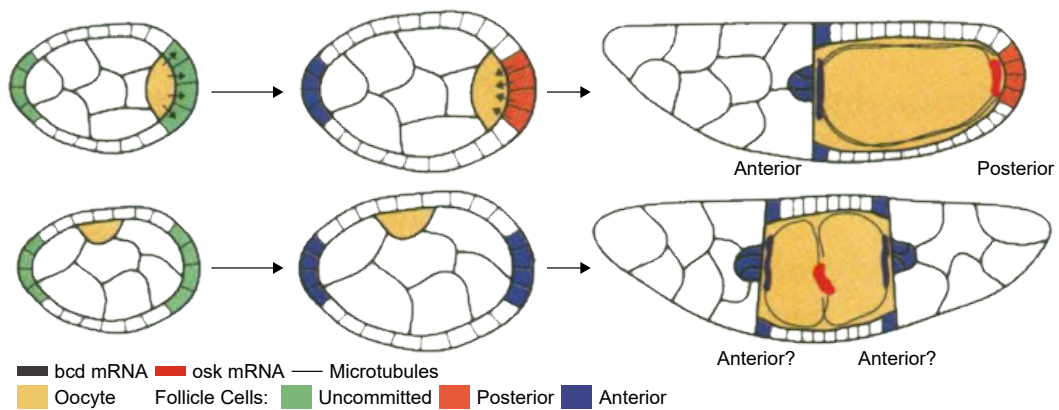 Anterior Posterior
Anterior? Anterior?
bcd mRNA osk mRNA Microtubules
Oocyte Follicle Cells: Uncommitted Posterior Anterior